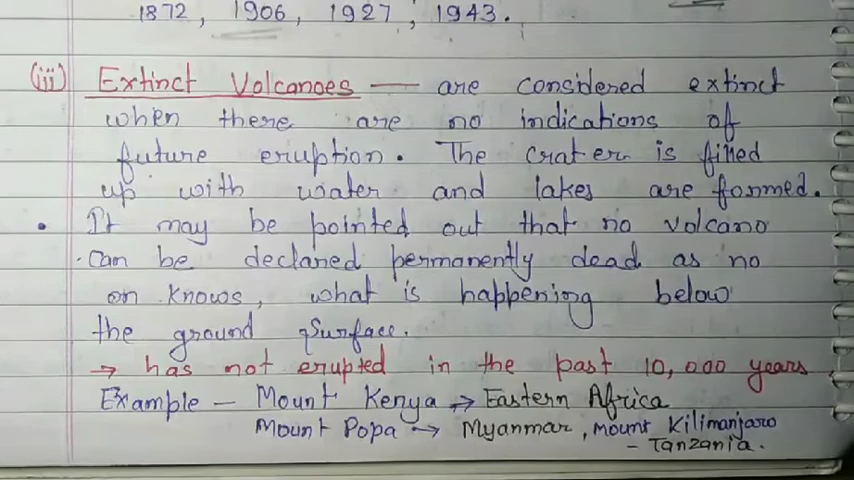 1872, 1906, 1927, 1943.
(iii) Extinct Volcanoes — are considered extinct
when there are no indications of
future eruption. The crater is filled
up with water and lakes are formed.
• It may be pointed out that no volcano
can be declared permanently dead as no
on knows, what is happening below
the ground surface.
→ has not erupted in the past 10,000 years
Example - Mount Kenya → Eastern Africa
Mount Popa → Myanmar, Mount Kilimanjaro
- Tanzania.